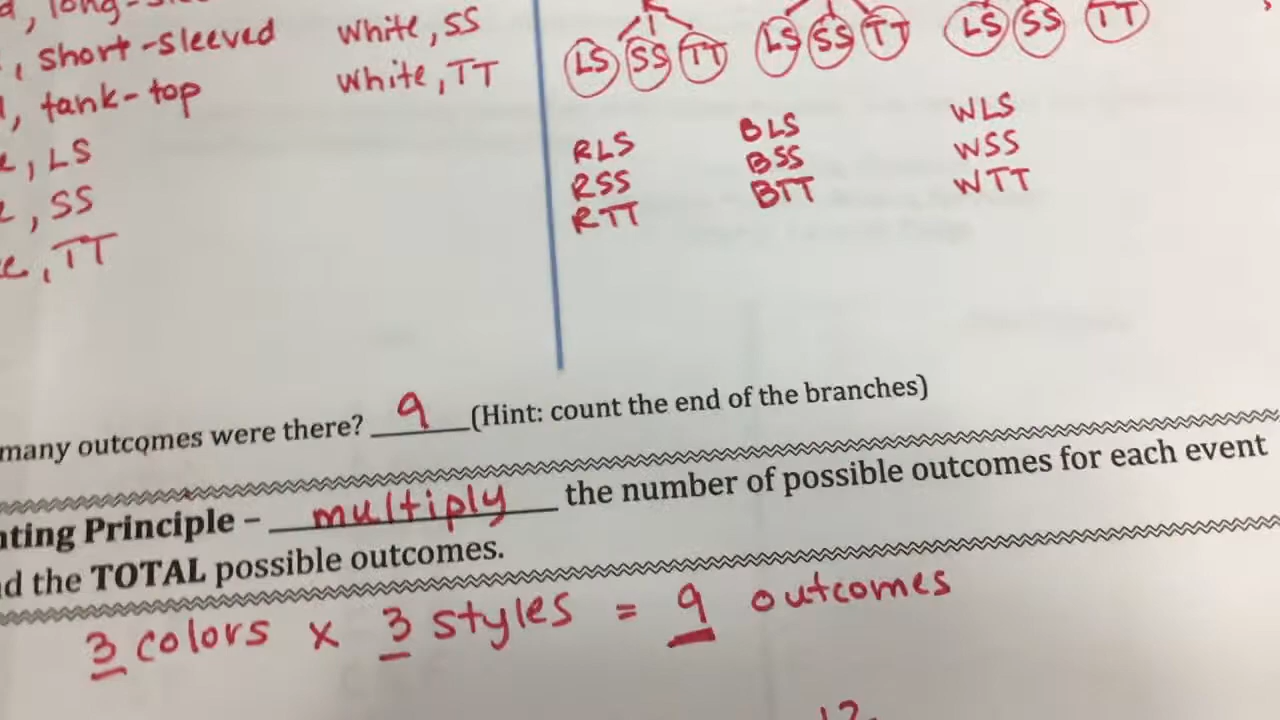 , long-
, short-sleeved white, SS
, tank-top white, TT
, LS
, SS
, TT
LS SS TT LS SS TT LS SS TT
RLS BLS WLS
RSS BSS WSS
RTT BTT WTT
many outcomes were there? 9 (Hint: count the end of the branches)
nting Principle – multiply the number of possible outcomes for each event
d the TOTAL possible outcomes.
3 colors x 3 styles = 9 outcomes
12